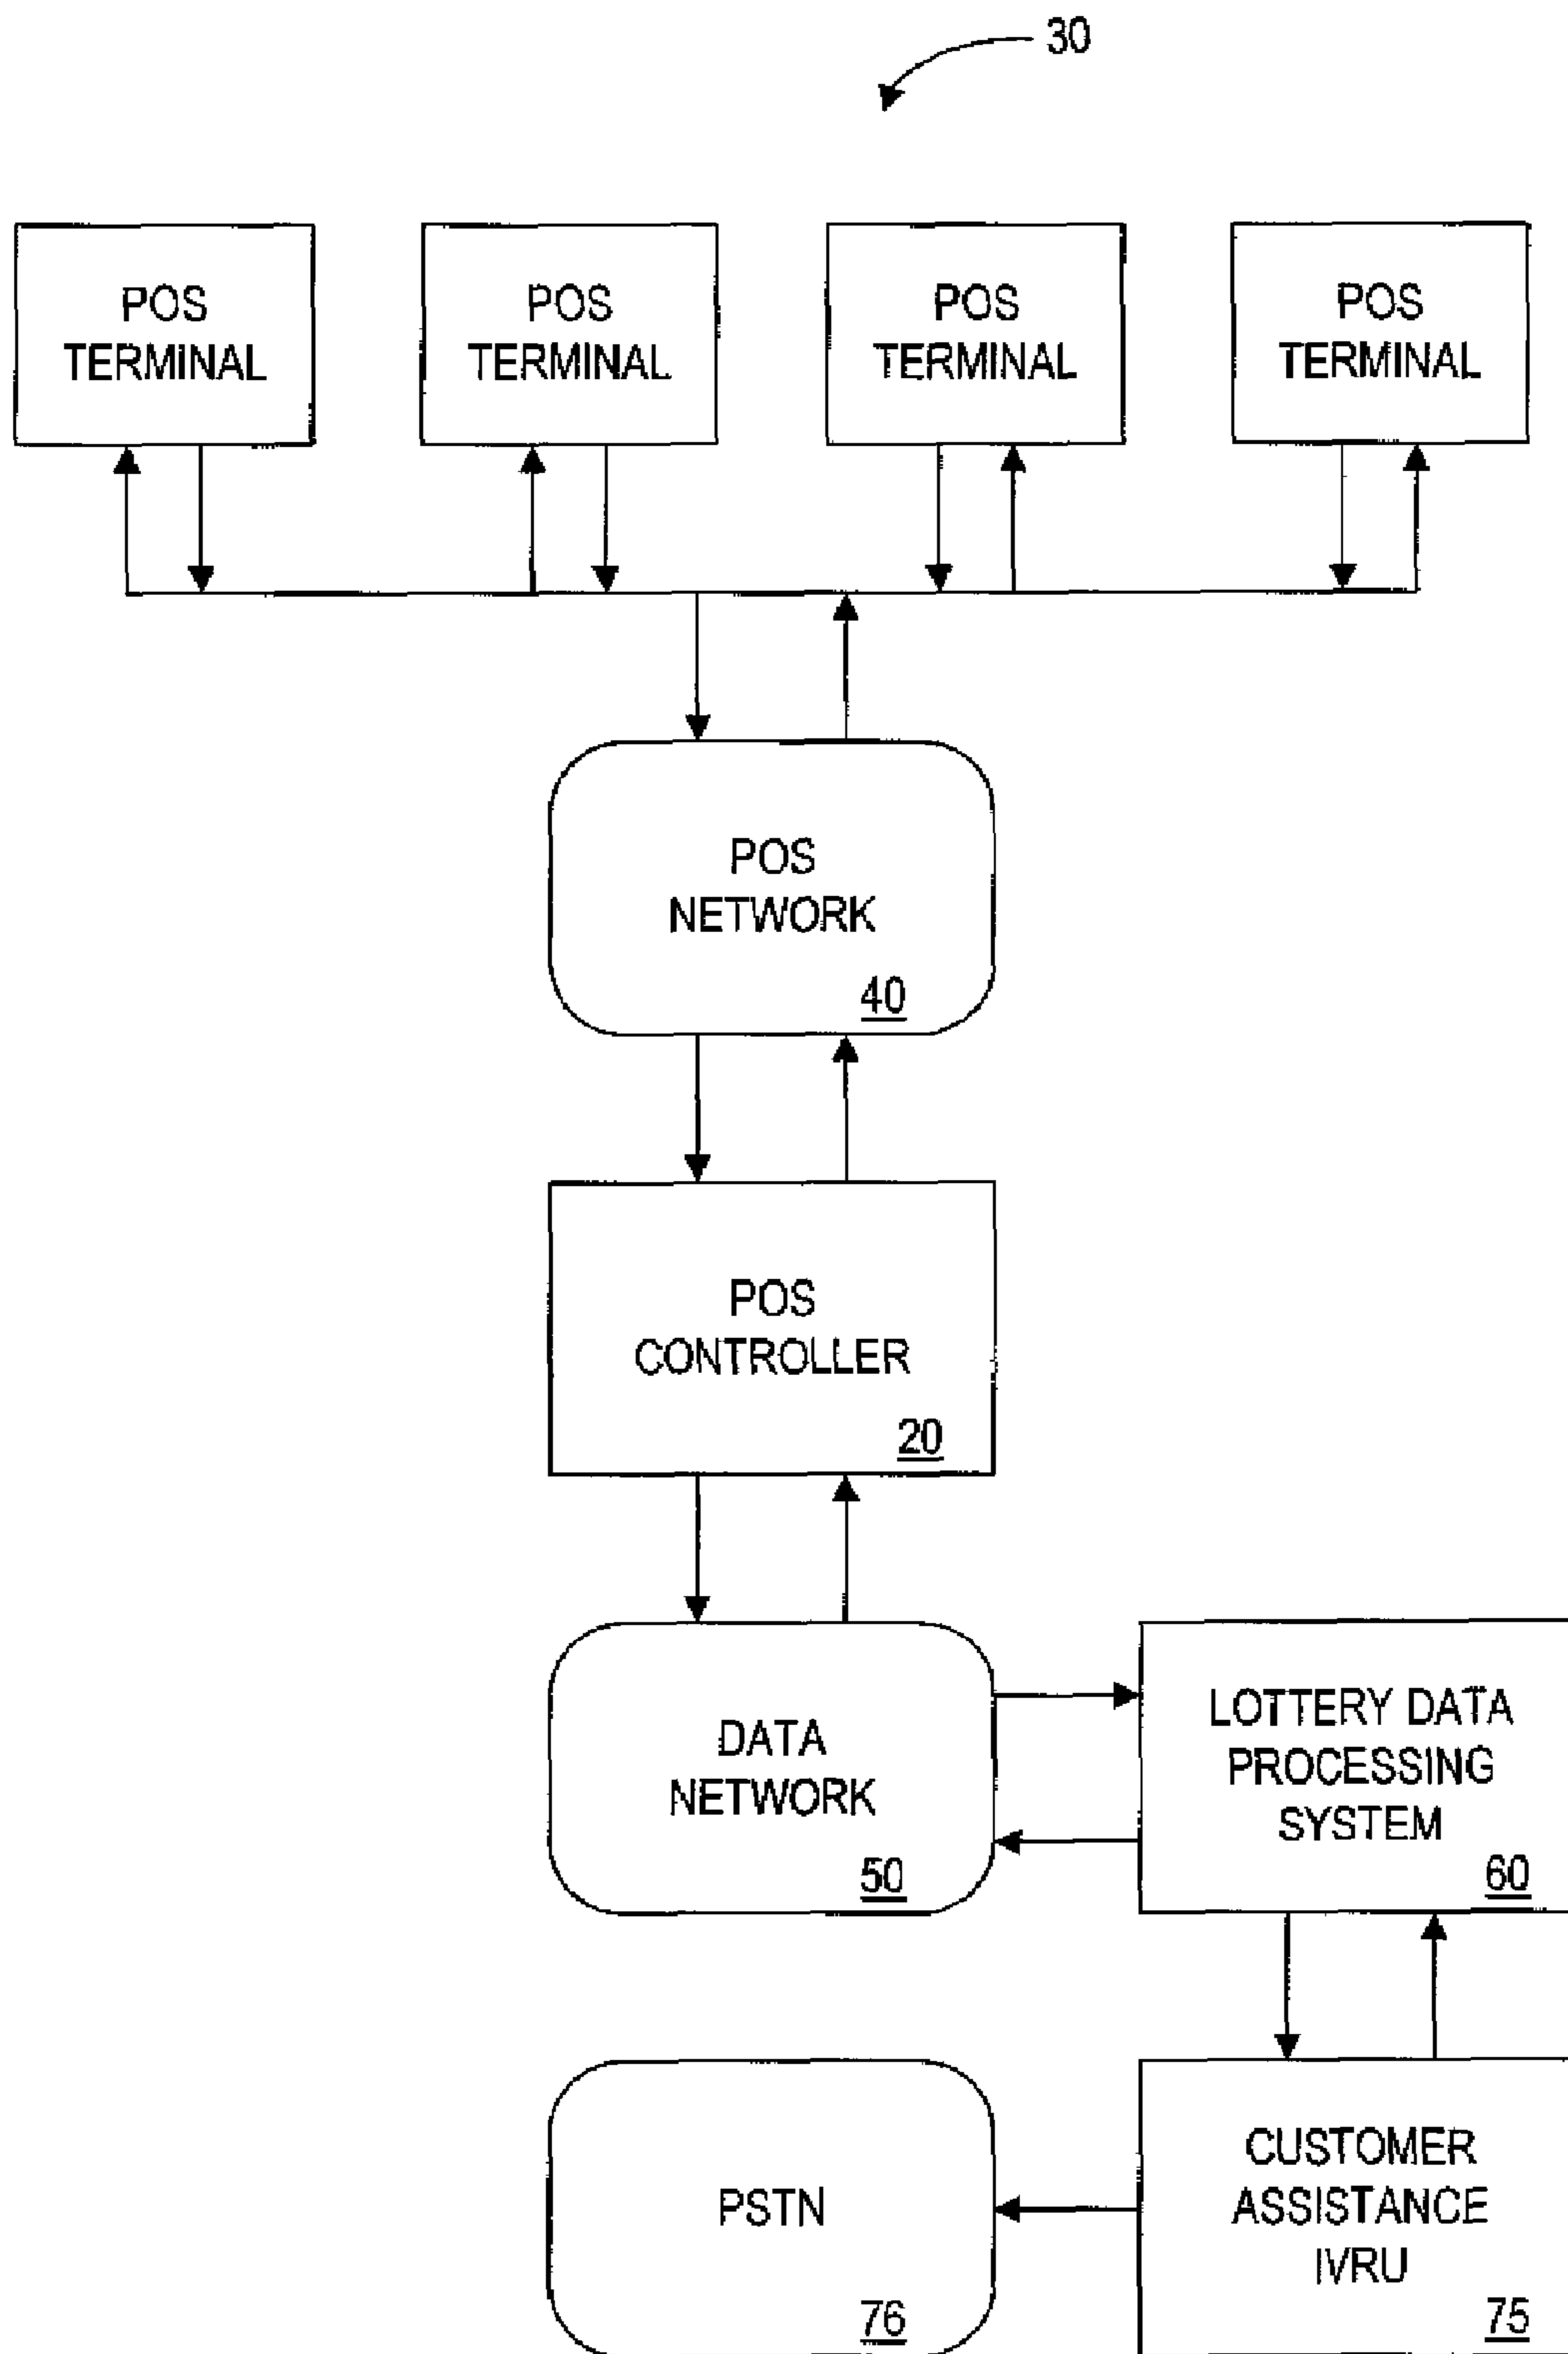 30
POS
TERMINAL
POS
TERMINAL
POS
TERMINAL
POS
TERMINAL
POS
NETWORK
40
POS
CONTROLLER
20
DATA
NETWORK
50
LOTTERY DATA
PROCESSING
SYSTEM
60
PSTN
76
CUSTOMER
ASSISTANCE
IVRU
75